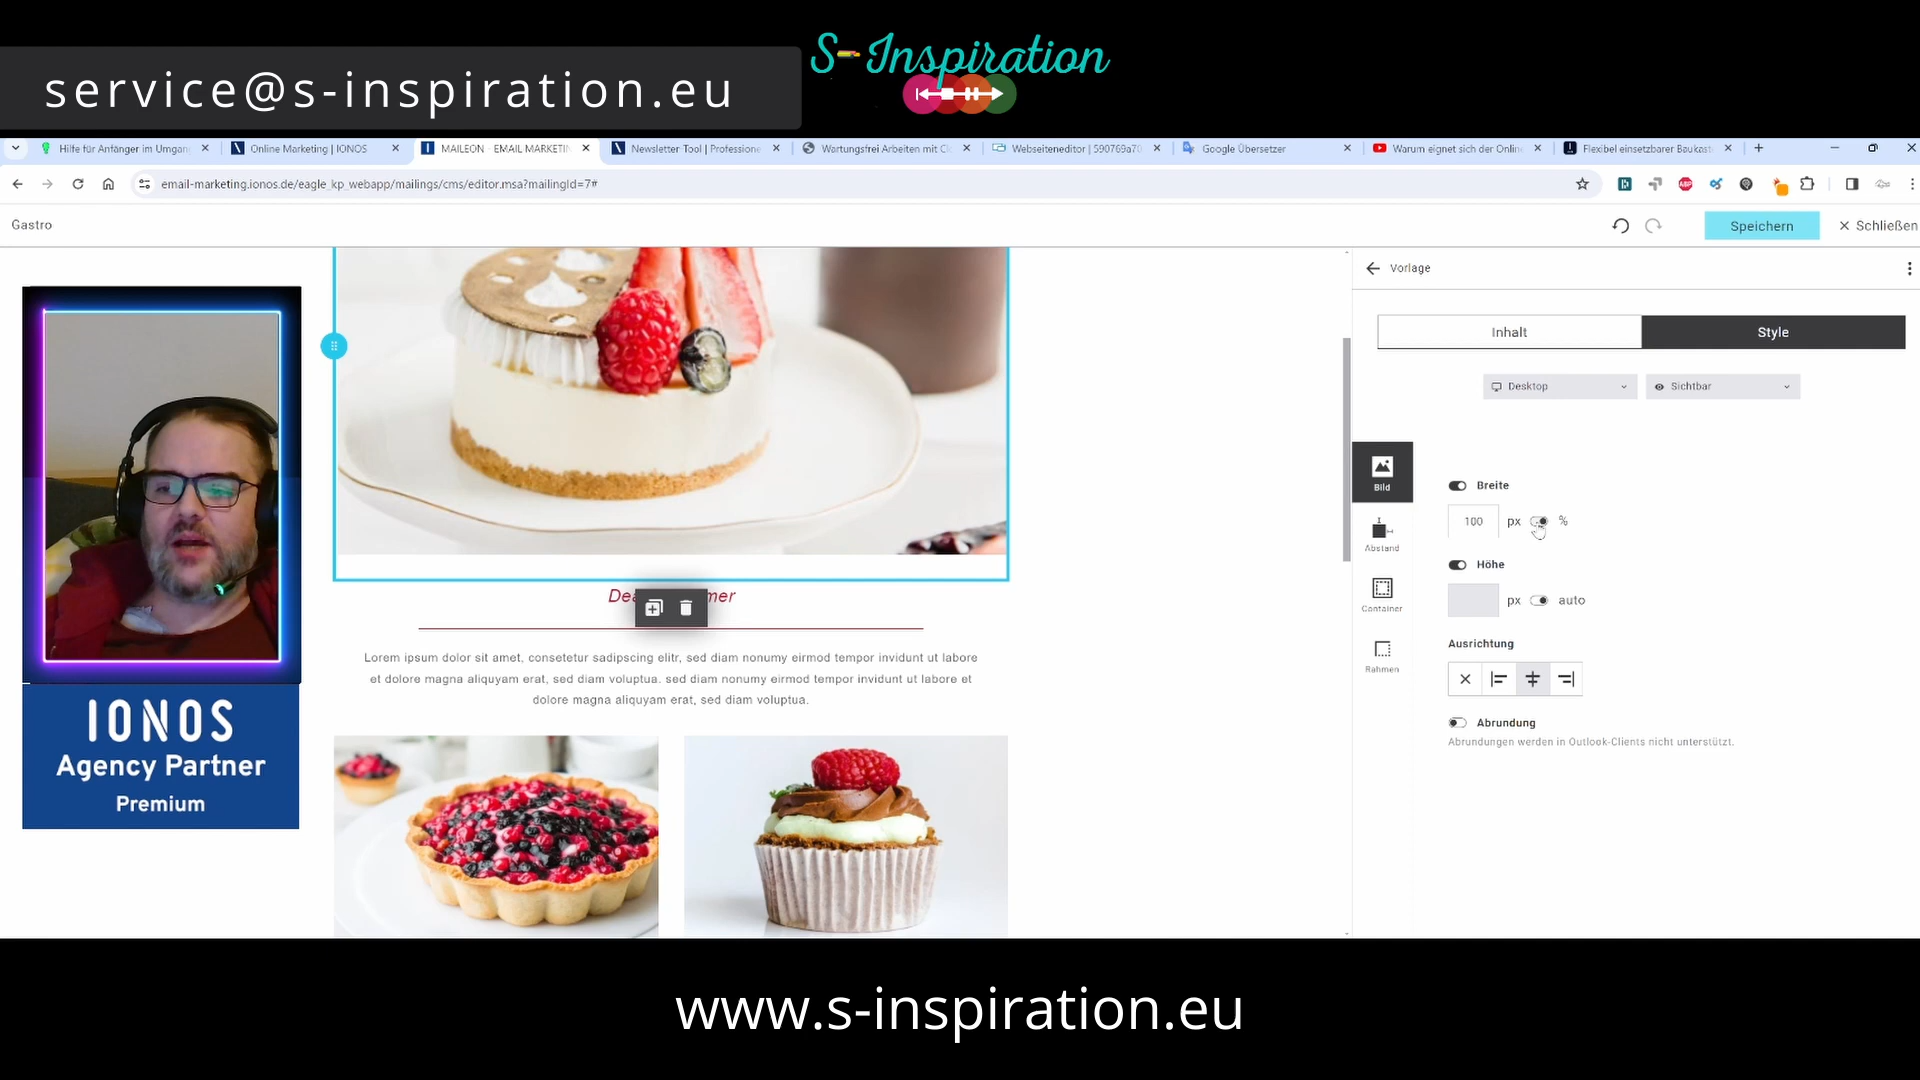 S-Inspiration
service@s-inspiration.eu
Hilfe für Anfänger im Umgang
Online Marketing | IONOS
MAILEON - EMAIL MARKETIN
Newsletter-Tool | Professione
Wartungsfrei Arbeiten mit Cl
Webseiteneditor | 590769a70
Google Übersetzer
Warum eignet sich der Onlin
Flexibel einsetzbarer Baukast
email-marketing.ionos.de/eagle_kp_webapp/mailings/cms/editor.msa?mailingId=7#
ABP
Gastro
Speichern
Schließen
Vorlage
Inhalt
Style
Desktop
Sichtbar
Bild
Abstand
Container
Rahmen
Breite
100 px %
Höhe
px auto
Ausrichtung
Abrundung
Abrundungen werden in Outlook-Clients nicht unterstützt.
Lorem ipsum dolor sit amet, consetetur sadipscing elitr, sed diam nonumy eirmod tempor invidunt ut labore
et dolore magna aliquyam erat, sed diam voluptua. sed diam nonumy eirmod tempor invidunt ut labore et
dolore magna aliquyam erat, sed diam voluptua.
IONOS
Agency Partner
Premium
www.s-inspiration.eu